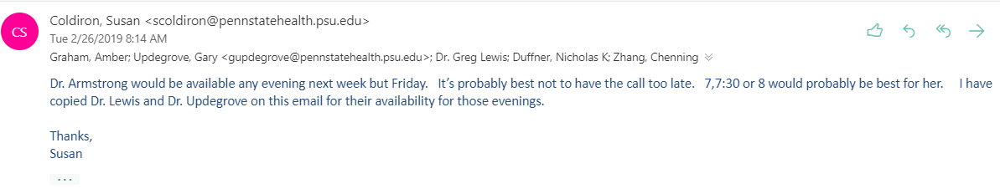 Coldiron, Susan <scoldiron@pennstatehealth.psu.edu>
CS
Tue 2/26/2019 8:14 AM
Graham, Amber; Updegrove, Gary <gupdegrove@pennstatehealth.psu.edu>; Dr. Greg Lewis; Duffner, Nicholas K; Zhang, Chenning
Dr. Armstrong would be available any evening next week but Friday.   It's probably best not to have the call too late.   7,7:30 or 8 would probably be best for her.     I have
copied Dr. Lewis and Dr. Updegrove on this email for their availability for those evenings.
Thanks,
Susan
...